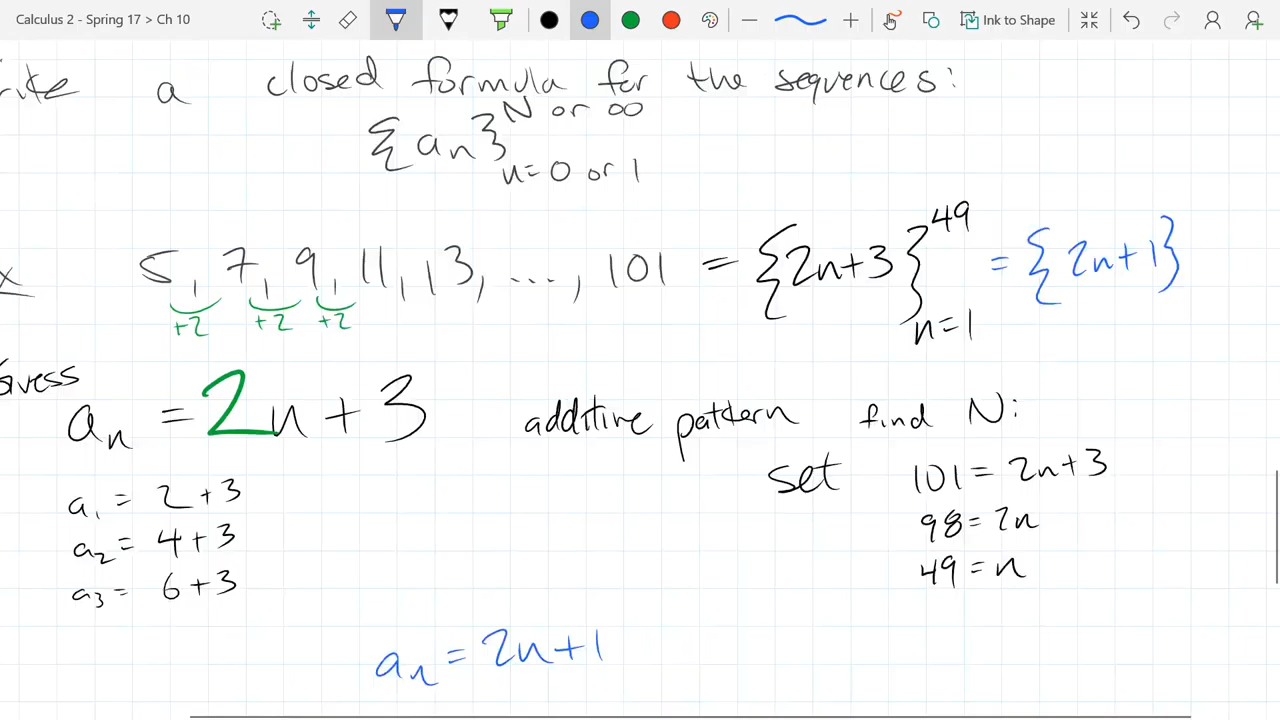 Calculus 2 - Spring 17 > Ch 10 Ink to Shape
rite a closed formula for the sequences:
{aₙ} N or ∞ n=0 or 1
x 5, 7, 9, 11, 13, ..., 101 = {2n+3} 49 n=1 = {2n+1}
+2 +2 +2
Guess
aₙ = 2n + 3 additive pattern find N:
set 101 = 2n+3
a₁ = 2+3
98 = 2n
a₂ = 4+3
49 = n
a₃ = 6+3
aₙ = 2n+1